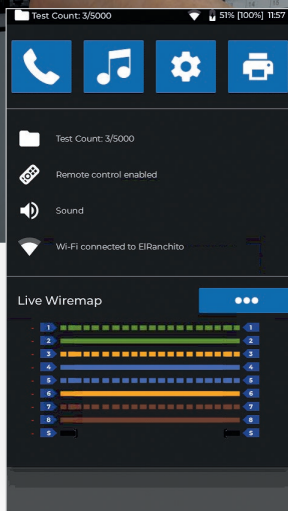 Test Count: 3/5000 51% [100%] 11:57
Test Count: 3/5000
Remote control enabled
Sound
Wi-Fi connected to ElRanchito
Live Wiremap
1 1
2 2
3 3
4 4
5 5
6 6
7 7
8 8
S S